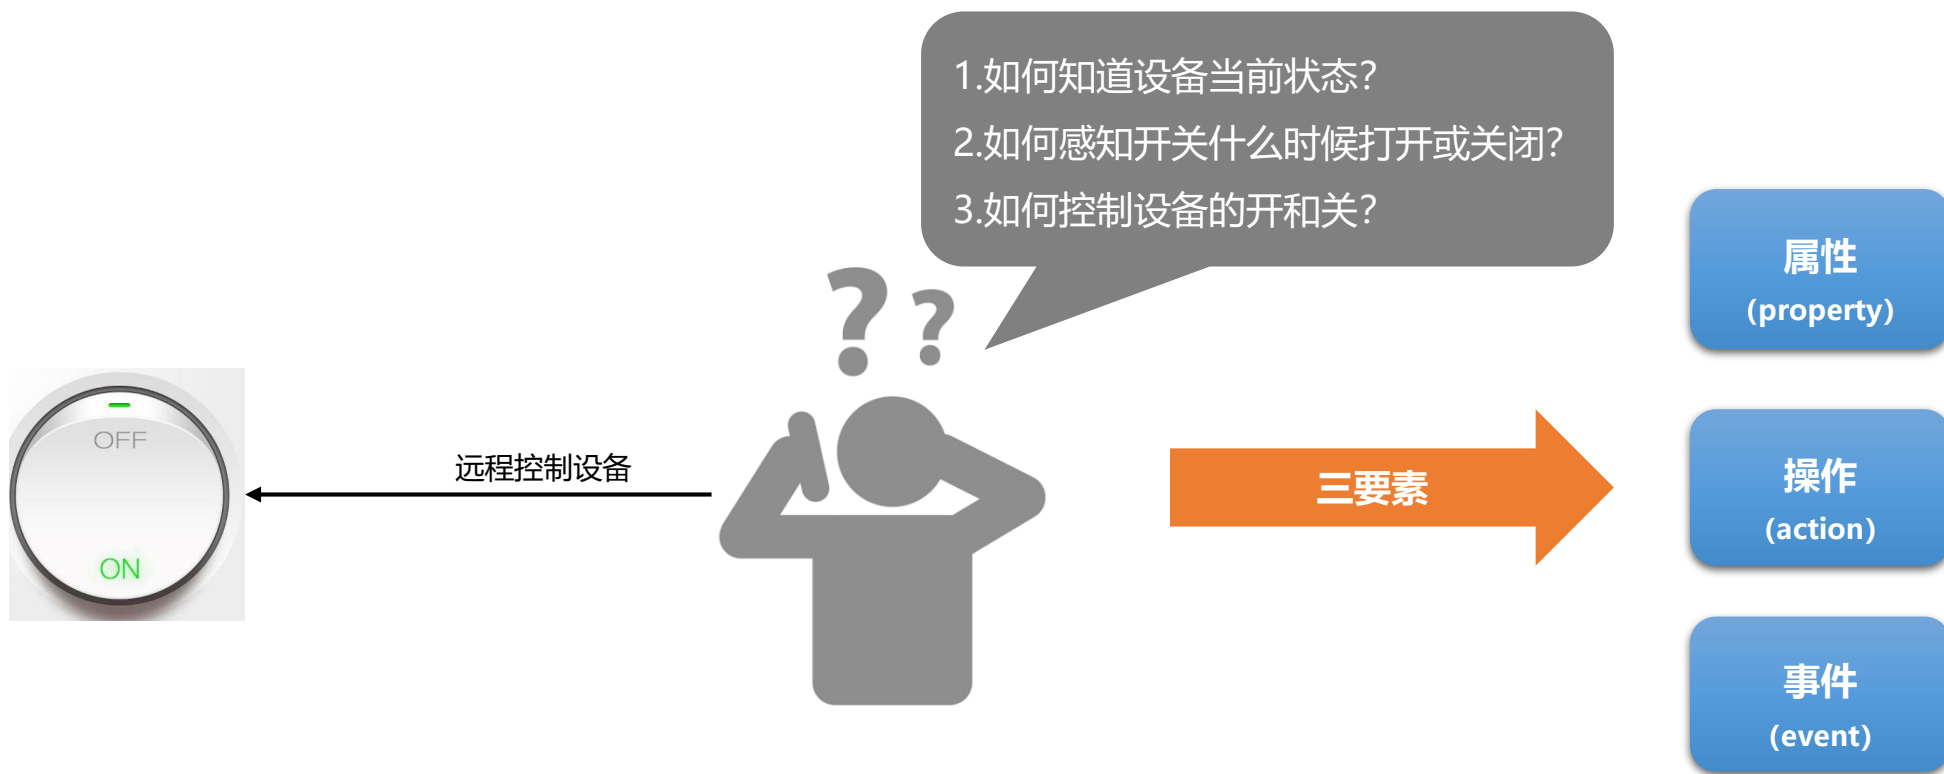 1.如何知道设备当前状态?
2.如何感知开关什么时候打开或关闭?
3.如何控制设备的开和关?
属性
(property)
OFF
ON
远程控制设备
三要素
操作
(action)
事件
(event)